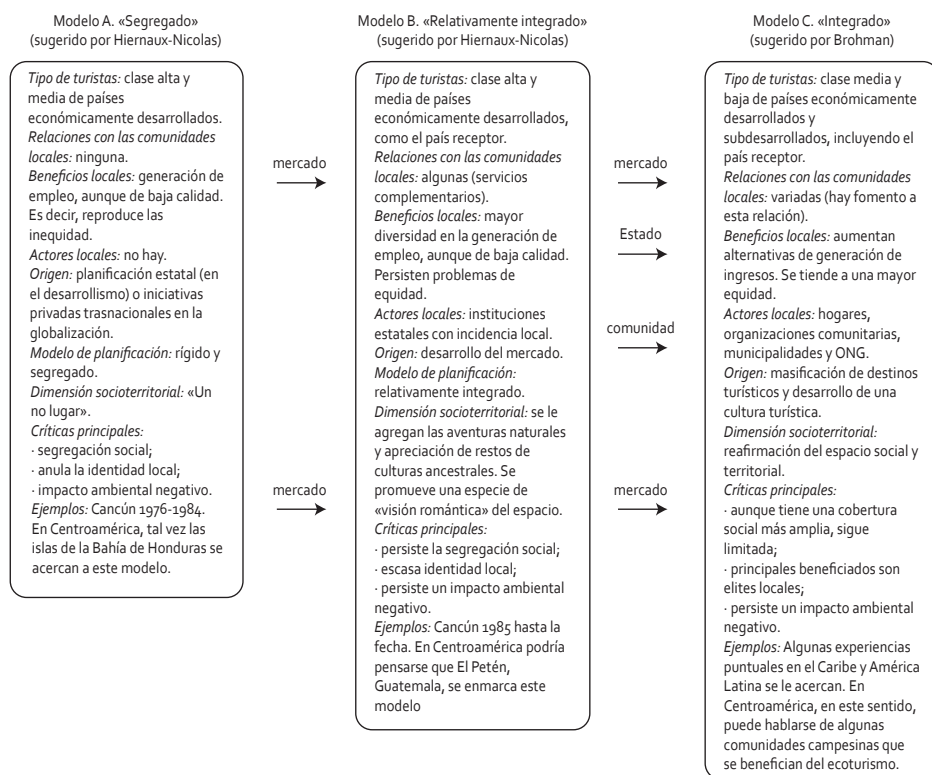 Modelo A. «Segregado»
(sugerido por Hiernaux-Nicolas)
Tipo de turistas: clase alta y
media de países
económicamente desarrollados.
Relaciones con las comunidades
locales: ninguna.
Beneficios locales: generación de
empleo, aunque de baja calidad.
Es decir, reproduce las
inequidad.
Actores locales: no hay.
Origen: planificación estatal (en
el desarrollismo) o iniciativas
privadas trasnacionales en la
globalización.
Modelo de planificación: rígido y
segregado.
Dimensión socioterritorial: «Un
no lugar».
Críticas principales:
· segregación social;
· anula la identidad local;
· impacto ambiental negativo.
Ejemplos: Cancún 1976-1984.
En Centroamérica, tal vez las
islas de la Bahía de Honduras se
acercan a este modelo.
mercado
mercado
Modelo B. «Relativamente integrado»
(sugerido por Hiernaux-Nicolas)
Tipo de turistas: clase alta y
media de países
económicamente desarrollados,
como el país receptor.
Relaciones con las comunidades
locales: algunas (servicios
complementarios).
Beneficios locales: mayor
diversidad en la generación de
empleo, aunque de baja calidad.
Persisten problemas de
equidad.
Actores locales: instituciones
estatales con incidencia local.
Origen: desarrollo del mercado.
Modelo de planificación:
relativamente integrado.
Dimensión socioterritorial: se le
agregan las aventuras naturales
y apreciación de restos de
culturas ancestrales. Se
promueve una especie de
«visión romántica» del espacio.
Críticas principales:
· persiste la segregación social;
· escasa identidad local;
· persiste un impacto ambiental
negativo.
Ejemplos: Cancún 1985 hasta la
fecha. En Centroamérica podría
pensarse que El Petén,
Guatemala, se enmarca este
modelo
mercado
Estado
comunidad
mercado
Modelo C. «Integrado»
(sugerido por Brohman)
Tipo de turistas: clase media y
baja de países económicamente
desarrollados y
subdesarrollados, incluyendo el
país receptor.
Relaciones con las comunidades
locales: variadas (hay fomento a
esta relación).
Beneficios locales: aumentan
alternativas de generación de
ingresos. Se tiende a una mayor
equidad.
Actores locales: hogares,
organizaciones comunitarias,
municipalidades y ONG.
Origen: masificación de destinos
turísticos y desarrollo de una
cultura turística.
Dimensión socioterritorial:
reafirmación del espacio social y
territorial.
Críticas principales:
· aunque tiene una cobertura
social más amplia, sigue
limitada;
· principales beneficiados son
elites locales;
· persiste un impacto ambiental
negativo.
Ejemplos: Algunas experiencias
puntuales en el Caribe y América
Latina se le acercan. En
Centroamérica, en este sentido,
puede hablarse de algunas
comunidades campesinas que
se benefician del ecoturismo.